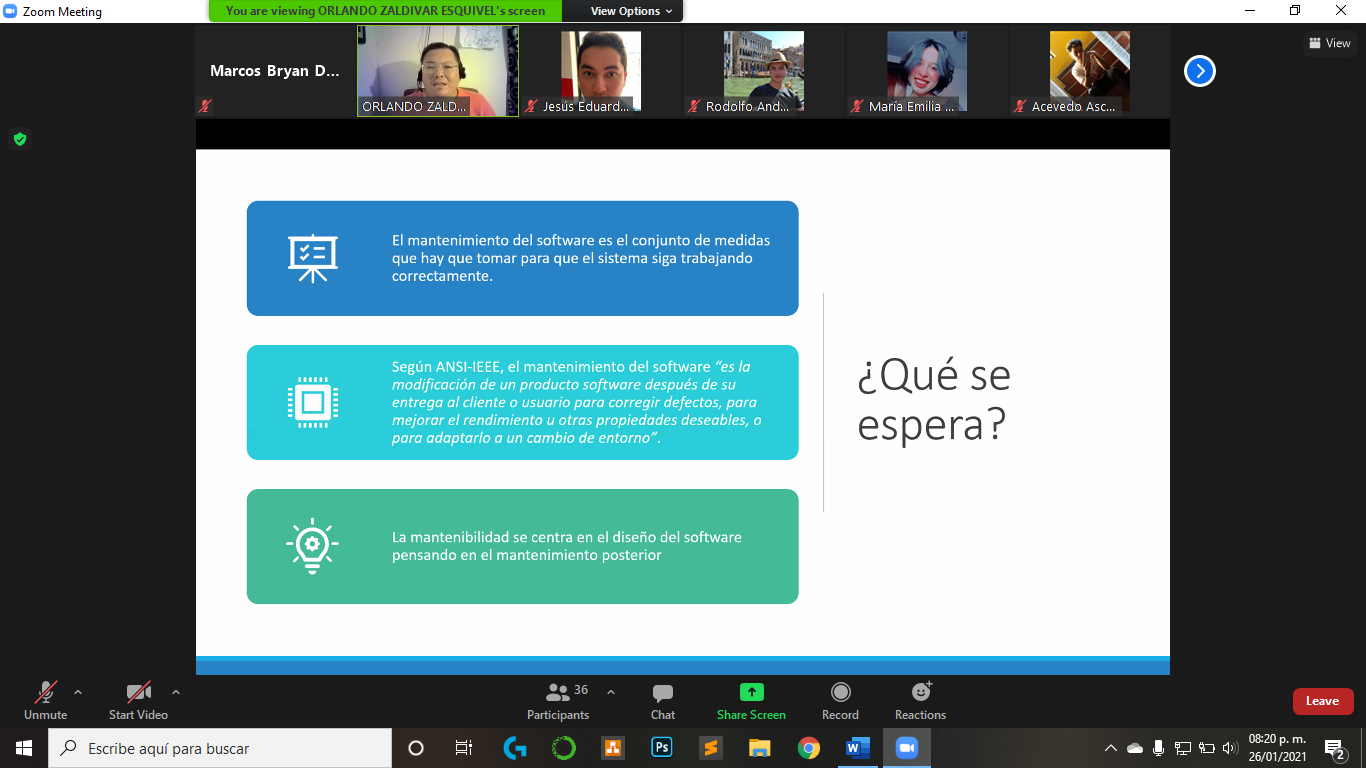 Zoom Meeting
You are viewing ORLANDO ZALDIVAR ESQUIVEL's screen
View Options
View
Marcos Bryan D...
ORLANDO ZALD...
Jesús Eduard...
Rodolfo And...
María Emilia ...
Acevedo Asc...
El mantenimiento del software es el conjunto de medidas
que hay que tomar para que el sistema siga trabajando
correctamente.
Según ANSI-IEEE, el mantenimiento del software “es la
modificación de un producto software después de su
entrega al cliente o usuario para corregir defectos, para
mejorar el rendimiento u otras propiedades deseables, o
para adaptarlo a un cambio de entorno”.
La mantenibilidad se centra en el diseño del software
pensando en el mantenimiento posterior
¿Qué se
espera?
Unmute
Start Video
36
Participants
Chat
Share Screen
Record
Reactions
Leave
Escribe aquí para buscar
Ps
W
08:20 p. m.
26/01/2021
2